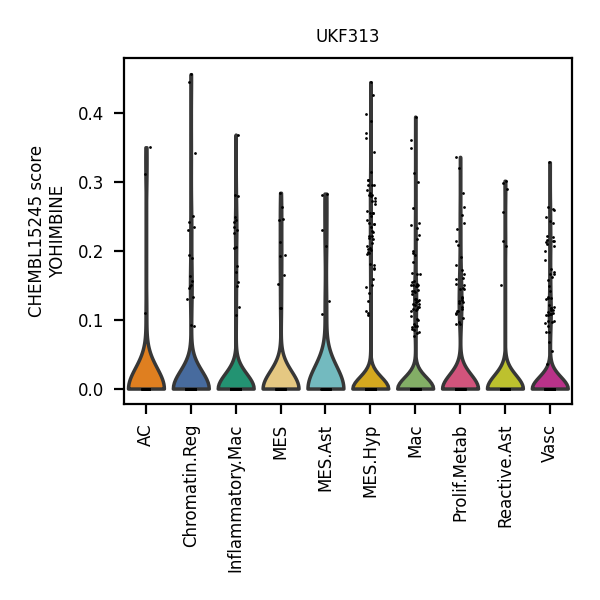 UKF313
CHEMBL15245 score
YOHIMBINE
0.4
0.3
0.2
0.1
0.0
AC
Chromatin.Reg
Inflammatory.Mac
MES
MES.Ast
MES.Hyp
Mac
Prolif.Metab
Reactive.Ast
Vasc